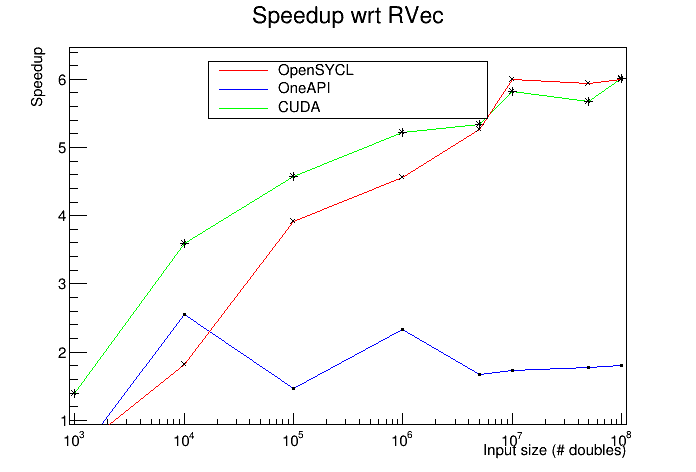 Speedup wrt RVec
Speedup
OpenSYCL
OneAPI
CUDA
6
5
4
3
2
1
10³
10⁴
10⁵
10⁶
10⁷
10⁸
Input size (# doubles)